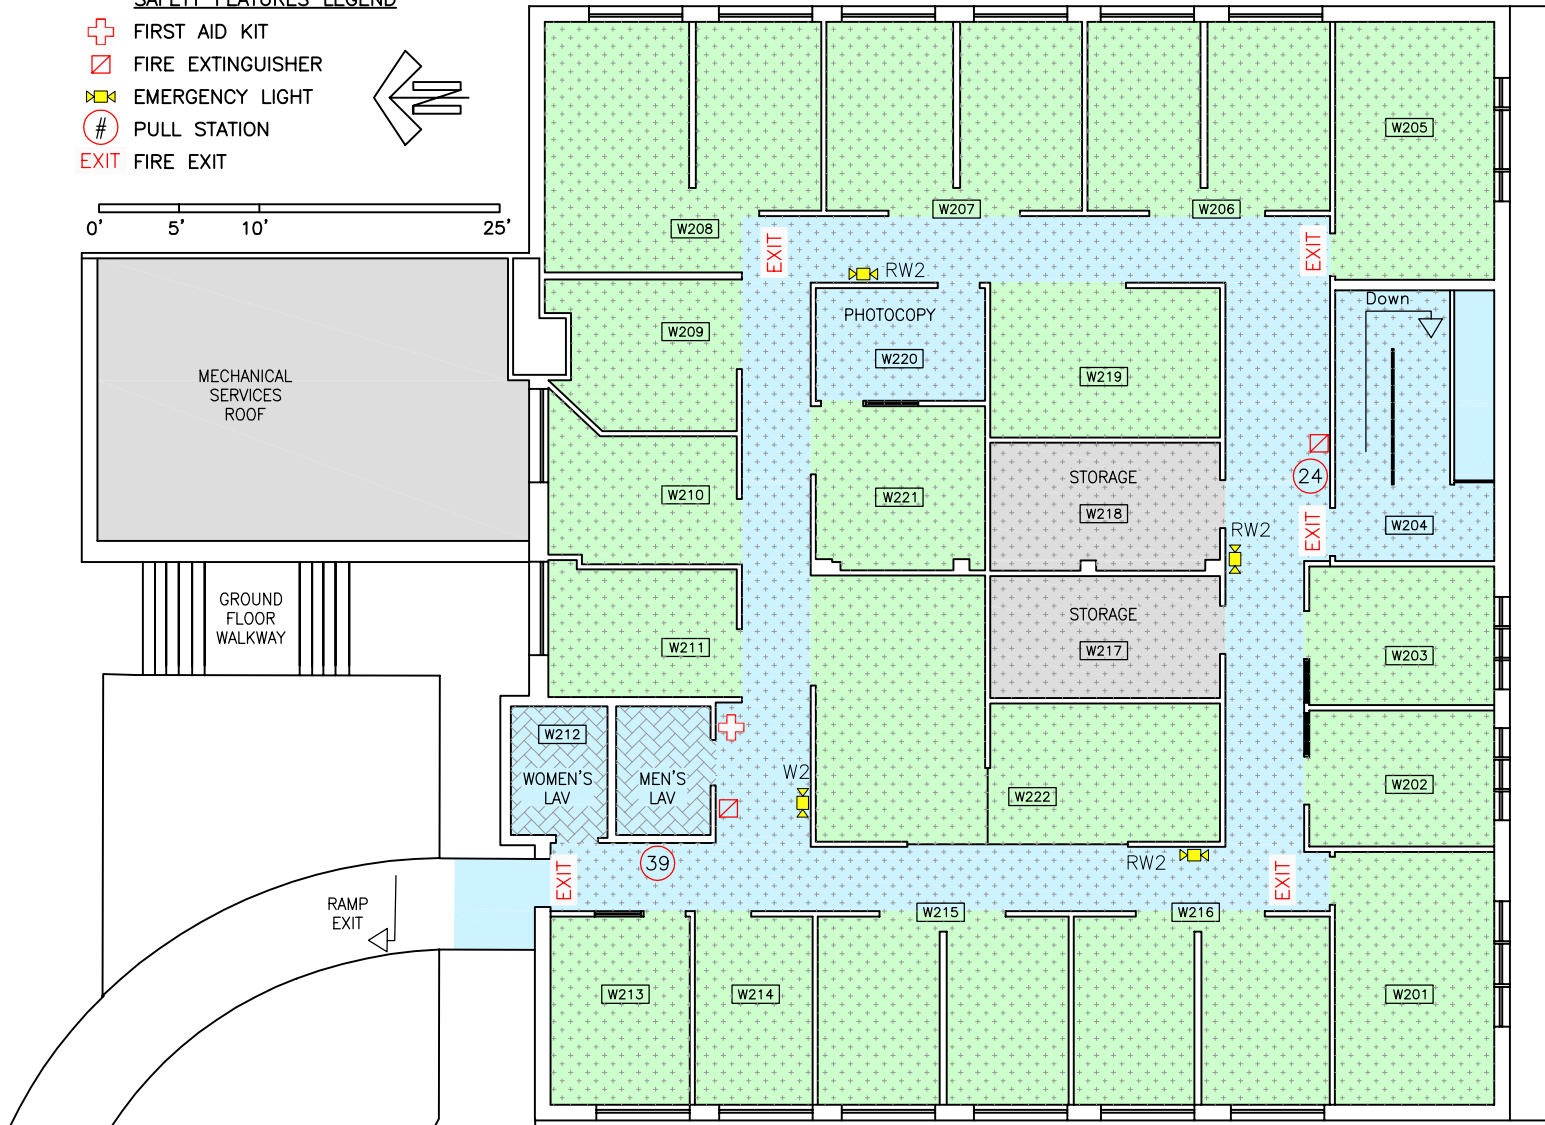 SAFETY FEATURES LEGEND
FIRST AID KIT
FIRE EXTINGUISHER
EMERGENCY LIGHT
# PULL STATION
EXIT FIRE EXIT
N
0' 5' 10' 25'
W205
W208
W207
W206
EXIT
EXIT
RW2
Down
PHOTOCOPY
W220
W209
W219
MECHANICAL
SERVICES
ROOF
W210
W221
STORAGE
W218
24
EXIT
W204
RW2
GROUND
FLOOR
WALKWAY
STORAGE
W217
W211
W203
W212
WOMEN'S
LAV
MEN'S
LAV
W2
W222
W202
39
RW2
EXIT
EXIT
RAMP
EXIT
W215
W216
W213
W214
W201